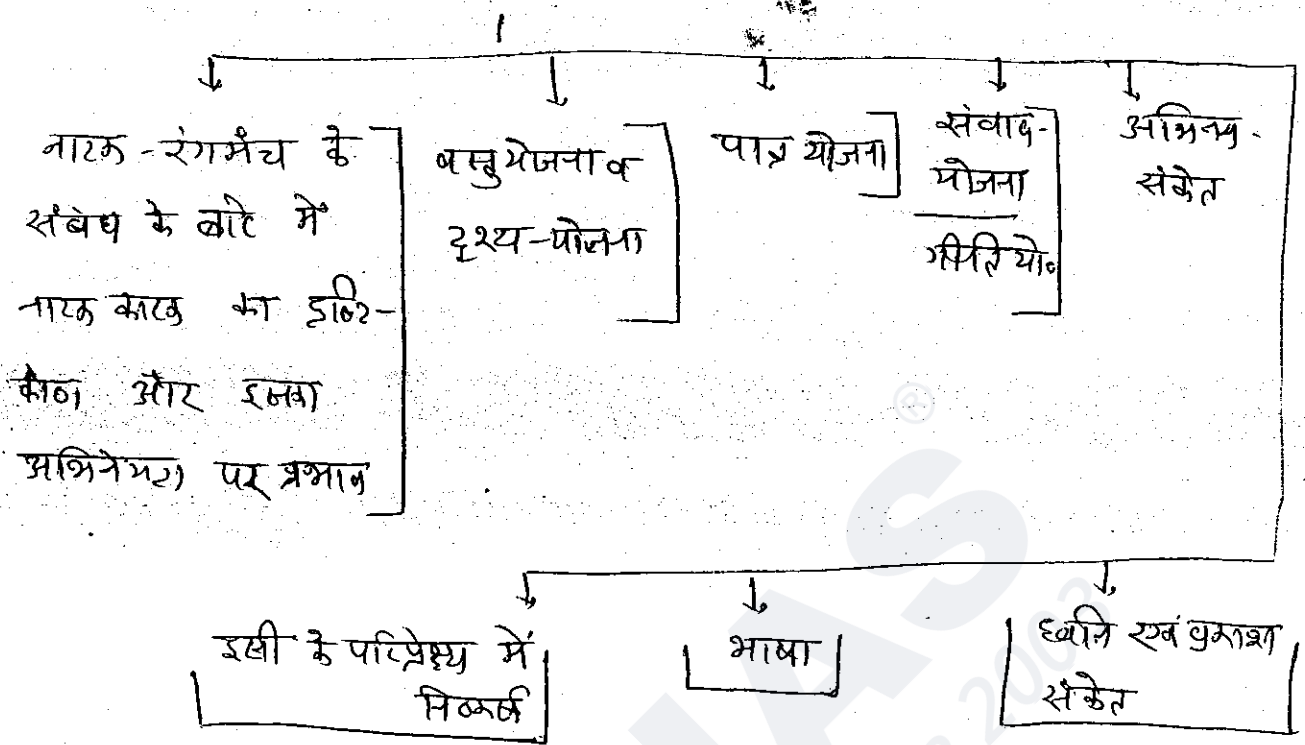 नाटक-रंगमंच के
संबंध के बारे में
नाटककारक का दृष्टि-
कोण और इसका
अभिनेयता पर प्रभाव
वस्तु योजना व
दृश्य-योजना
पात्र योजना
संवाद-
योजना
गीति यो॰
अभिनय-
संकेत
इसी के परिप्रेक्ष्य में
निष्कर्ष
भाषा
ध्वनि एवं प्रकाश
संकेत